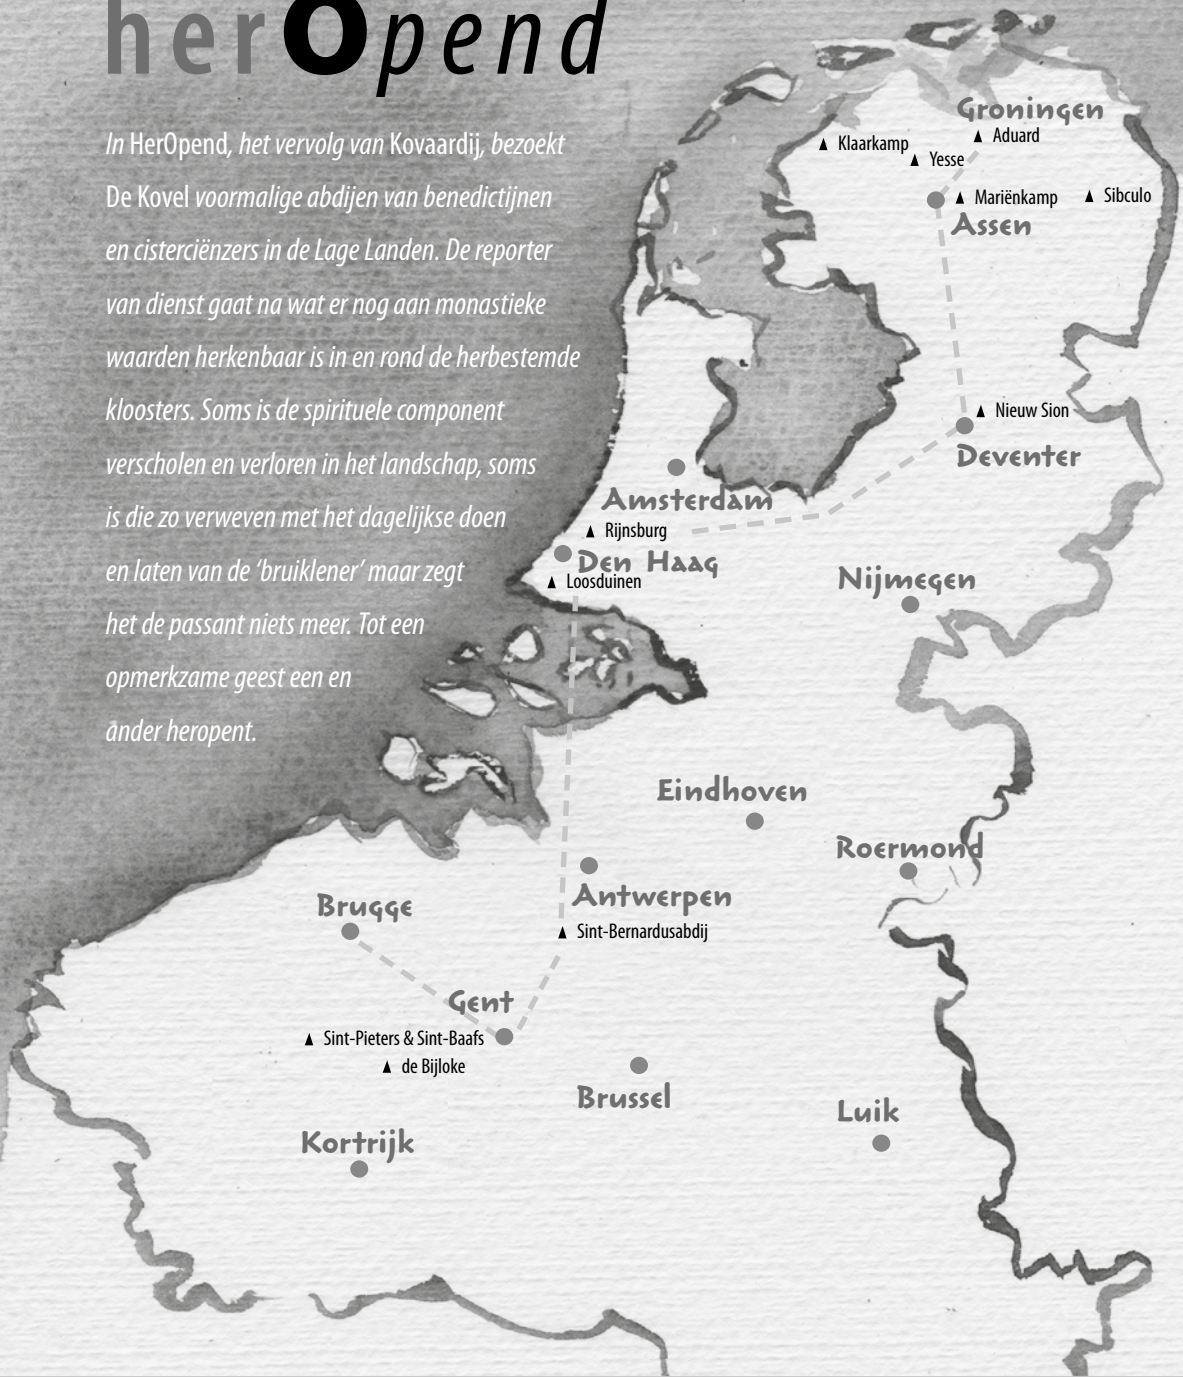 herOpend
In HerOpend, het vervolg van Kovaardij, bezoekt
De Kovel voormalige abdijen van benedictijnen
en cisterciënzers in de Lage Landen. De reporter
van dienst gaat na wat er nog aan monastieke
waarden herkenbaar is in en rond de herbestemde
kloosters. Soms is de spirituele component
verscholen en verloren in het landschap, soms
is die zo verweven met het dagelijkse doen
en laten van de ‘bruiklener’ maar zegt
het de passant niets meer. Tot een
opmerkzame geest een en
ander heropent.
Groningen
Aduard
Klaarkamp
Yesse
Mariënkamp
Sibculo
Assen
Nieuw Sion
Deventer
Amsterdam
Rijnsburg
Den Haag
Loosduinen
Nijmegen
Eindhoven
Roermond
Antwerpen
Brugge
Sint-Bernardusabdij
Gent
Sint-Pieters & Sint-Baafs
de Bijloke
Brussel
Luik
Kortrijk